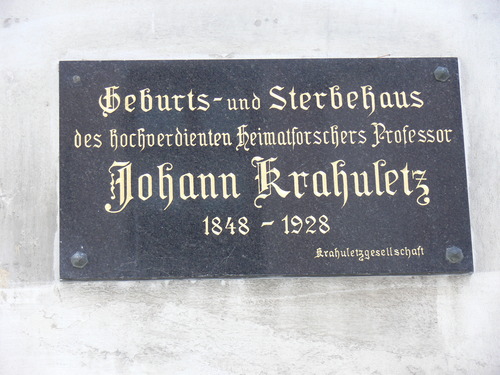 Geburts- und Sterbehaus
des hochverdienten Heimatforschers Professor
Johann Krahuletz
1848 - 1928
Krahuletzgesellschaft